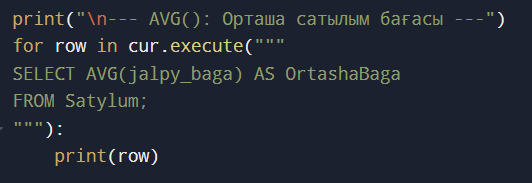 print("\n--- AVG(): Орташа сатылым бағасы ---")
for row in cur.execute("""
SELECT AVG(jalpy_baga) AS OrtashaBaga
FROM Satylum;
"""):
    print(row)